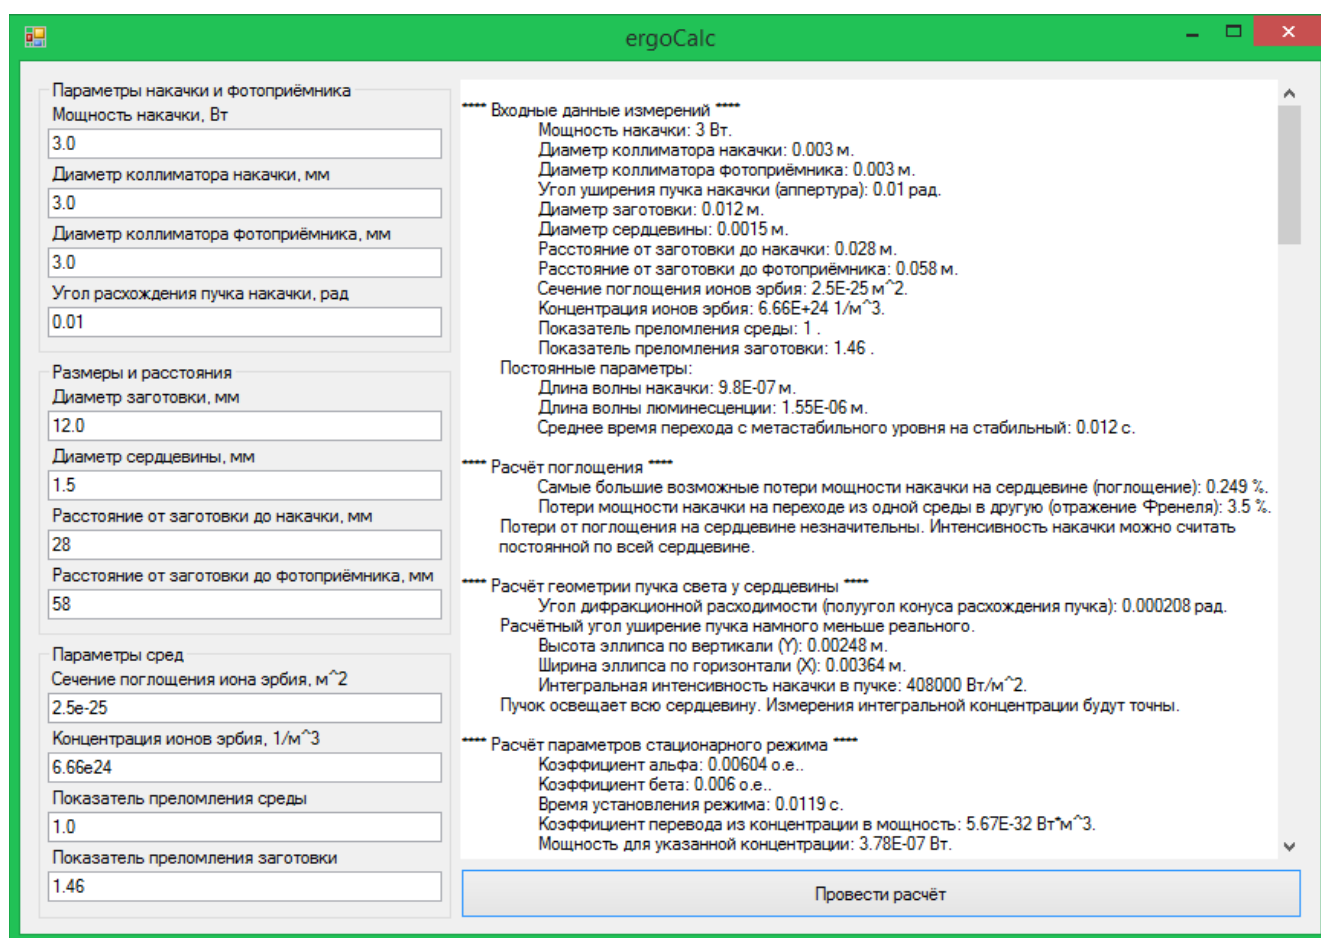 ergoCalc
Параметры накачки и фотоприёмника
Мощность накачки, Вт
3.0
Диаметр коллиматора накачки, мм
3.0
Диаметр коллиматора фотоприёмника, мм
3.0
Угол расхождения пучка накачки, рад
0.01
Размеры и расстояния
Диаметр заготовки, мм
12.0
Диаметр сердцевины, мм
1.5
Расстояние от заготовки до накачки, мм
28
Расстояние от заготовки до фотоприёмника, мм
58
Параметры сред
Сечение поглощения иона эрбия, м^2
2.5e-25
Концентрация ионов эрбия, 1/м^3
6.66e24
Показатель преломления среды
1.0
Показатель преломления заготовки
1.46
**** Входные данные измерений ****
Мощность накачки: 3 Вт.
Диаметр коллиматора накачки: 0.003 м.
Диаметр коллиматора фотоприёмника: 0.003 м.
Угол уширения пучка накачки (аппертура): 0.01 рад.
Диаметр заготовки: 0.012 м.
Диаметр сердцевины: 0.0015 м.
Расстояние от заготовки до накачки: 0.028 м.
Расстояние от заготовки до фотоприёмника: 0.058 м.
Сечение поглощения ионов эрбия: 2.5E-25 м^2.
Концентрация ионов эрбия: 6.66E+24 1/м^3.
Показатель преломления среды: 1 .
Показатель преломления заготовки: 1.46 .
Постоянные параметры:
Длина волны накачки: 9.8E-07 м.
Длина волны люминесценции: 1.55E-06 м.
Среднее время перехода с метастабильного уровня на стабильный: 0.012 с.
**** Расчёт поглощения ****
Самые большие возможные потери мощности накачки на сердцевине (поглощение): 0.249 %.
Потери мощности накачки на переходе из одной среды в другую (отражение Френеля): 3.5 %.
Потери от поглощения на сердцевине незначительны. Интенсивность накачки можно считать
постоянной по всей сердцевине.
**** Расчёт геометрии пучка света у сердцевины ****
Угол дифракционной расходимости (полуугол конуса расхождения пучка): 0.000208 рад.
Расчётный угол уширение пучка намного меньше реального.
Высота эллипса по вертикали (Y): 0.00248 м.
Ширина эллипса по горизонтали (X): 0.00364 м.
Интегральная интенсивность накачки в пучке: 408000 Вт/м^2.
Пучок освещает всю сердцевину. Измерения интегральной концентрации будут точны.
**** Расчёт параметров стационарного режима ****
Коэффициент альфа: 0.00604 о.е..
Коэффициент бета: 0.006 о.е..
Время установления режима: 0.0119 с.
Коэффициент перевода из концентрации в мощность: 5.67E-32 Вт*м^3.
Мощность для указанной концентрации: 3.78E-07 Вт.
Провести расчёт